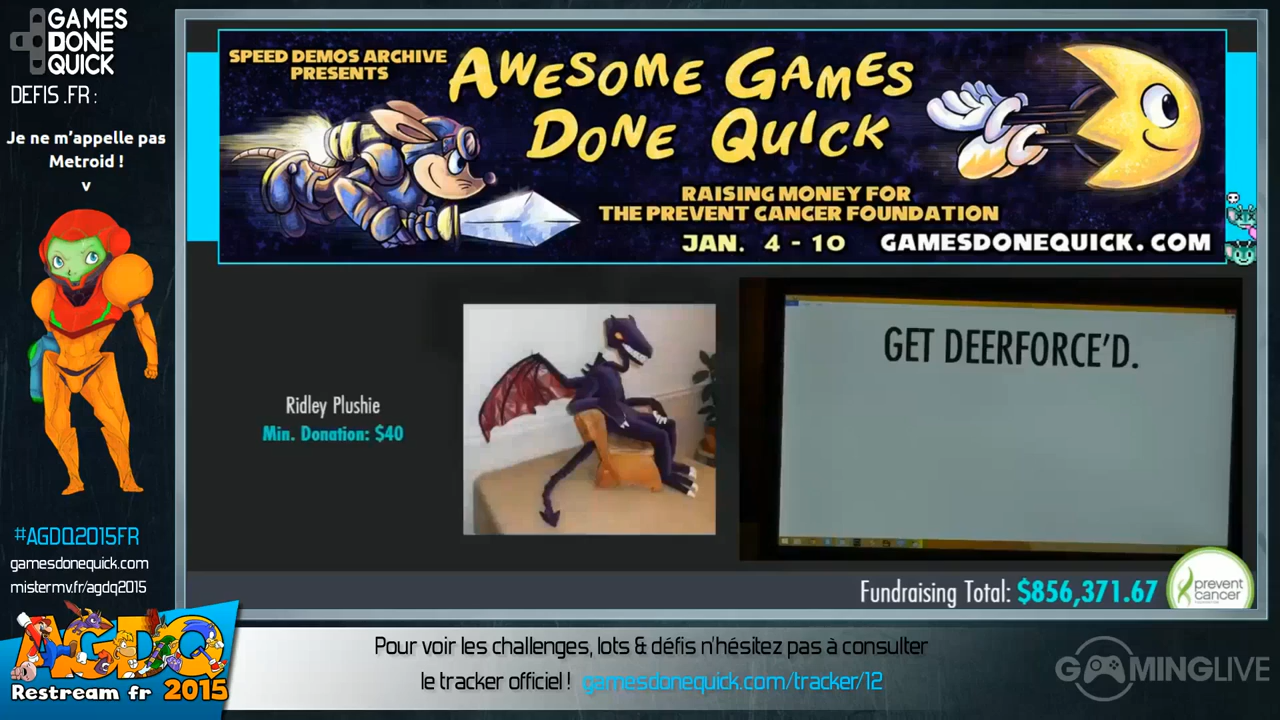 GAMES
DONE
QUICK
DEFIS .FR :
Je ne m'appelle pas
Metroid !
v
#AGDQ2015FR
gamesdonequick.com
mistermv.fr/agdq2015
AGDQ
Restream fr 2015
SPEED DEMOS ARCHIVE
PRESENTS
AWESOME GAMES
DONE QUICK
RAISING MONEY FOR
THE PREVENT CANCER FOUNDATION
JAN. 4 - 10 GAMESDONEQUICK.COM
Ridley Plushie
Min. Donation: $40
GET DEERFORCE'D.
Fundraising Total: $856,371.67
prevent
cancer
Pour voir les challenges, lots & défis n'hésitez pas à consulter
le tracker officiel ! gamesdonequick.com/tracker/12
GAMINGLIVE